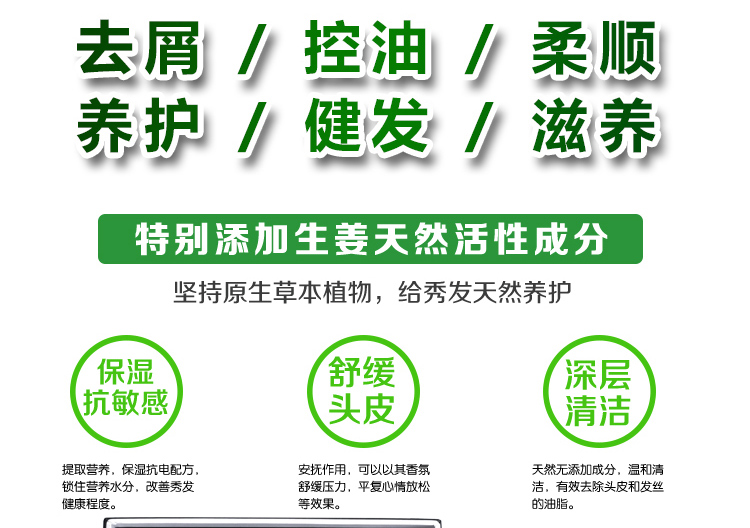 去屑 / 控油 / 柔顺
养护 / 健发 / 滋养
特别添加生姜天然活性成分
坚持原生草本植物，给秀发天然养护
保湿
抗敏感
舒缓
头皮
深层
清洁
提取营养，保湿抗电配方，
锁住营养水分，改善秀发
健康程度。
安抚作用，可以以其香氛
舒缓压力，平复心情放松
等效果。
天然无添加成分，温和清
洁，有效去除头皮和发丝
的油脂。